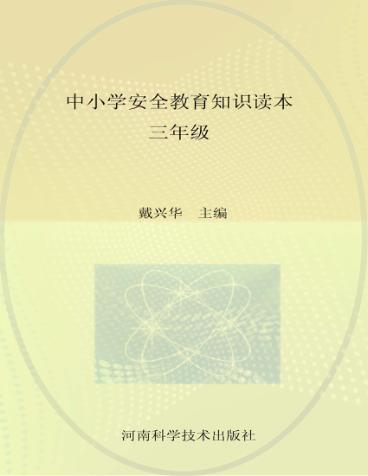 中小学安全教育知识读本
三年级
戴兴华 主编
河南科学技术出版社